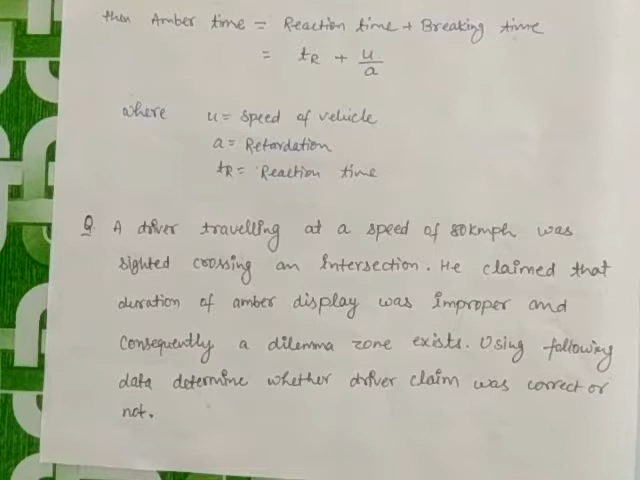 then Amber time = Reaction time + Breaking time
= tR + u/a
where u = speed of vehicle
a = Retardation
tR = Reaction time
Q A driver travelling at a speed of 80kmph was
sighted crossing an intersection. He claimed that
duration of amber display was improper and
consequently a dilemma zone exists. Using following
data determine whether driver claim was correct or
not.